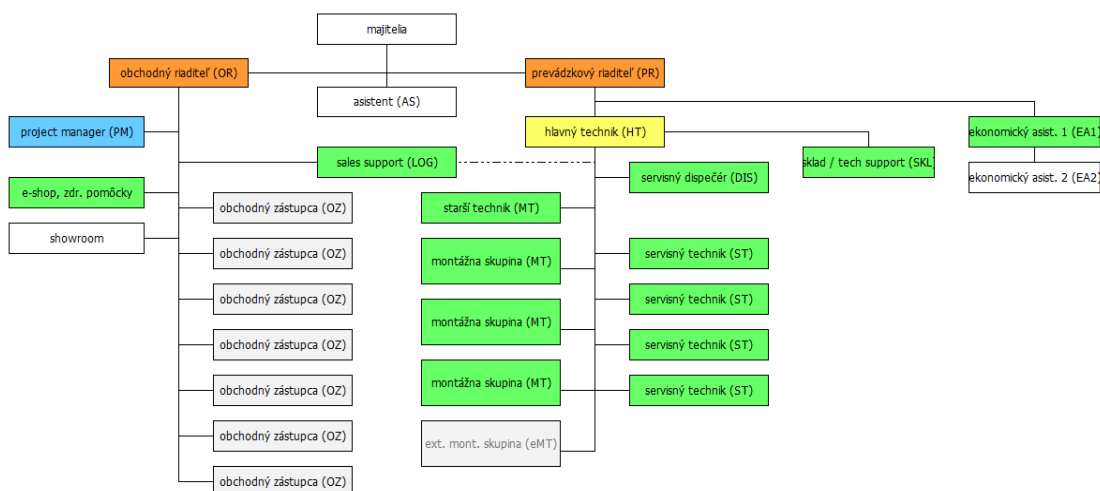 majitelia
obchodný riaditeľ (OR)
prevádzkový riaditeľ (PR)
asistent (AS)
project manager (PM)
hlavný technik (HT)
ekonomický asist. 1 (EA1)
sales support (LOG)
sklad / tech support (SKL)
servisný dispečér (DIS)
ekonomický asist. 2 (EA2)
e-shop, zdr. pomôcky
obchodný zástupca (OZ)
starší technik (MT)
showroom
obchodný zástupca (OZ)
montážna skupina (MT)
servisný technik (ST)
obchodný zástupca (OZ)
servisný technik (ST)
montážna skupina (MT)
obchodný zástupca (OZ)
servisný technik (ST)
obchodný zástupca (OZ)
montážna skupina (MT)
servisný technik (ST)
obchodný zástupca (OZ)
ext. mont. skupina (eMT)
obchodný zástupca (OZ)